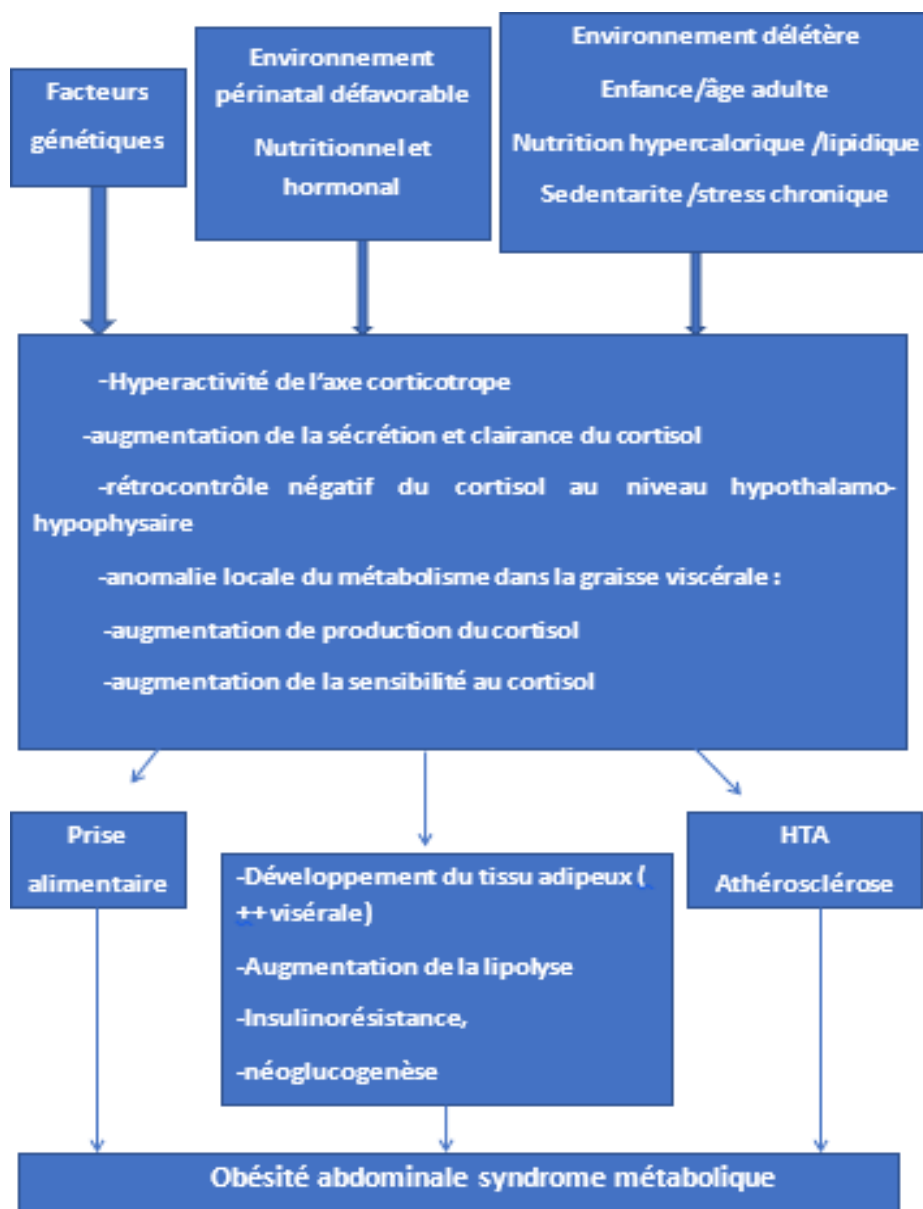 Facteurs
génétiques
Environnement
périnatal défavorable
Nutritionnel et
hormonal
Environnement délétère
Enfance/âge adulte
Nutrition hypercalorique /lipidique
Sedentarite /stress chronique
-Hyperactivité de l'axe corticotrope
-augmentation de la sécrétion et clairance du cortisol
-rétrocontrôle négatif du cortisol au niveau hypothalamo-
hypophysaire
-anomalie locale du métabolisme dans la graisse viscérale :
-augmentation de production du cortisol
-augmentation de la sensibilité au cortisol
Prise
alimentaire
-Développement du tissu adipeux (
++ visérale)
-Augmentation de la lipolyse
-Insulinorésistance,
-néoglucogenèse
HTA
Athérosclérose
Obésité abdominale syndrome métabolique